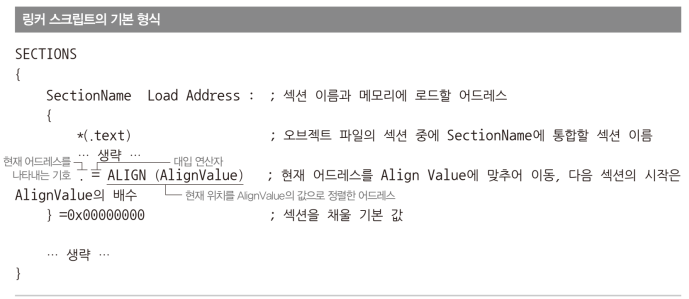 링커 스크립트의 기본 형식
SECTIONS
{
SectionName Load Address : ; 섹션 이름과 메모리에 로드할 어드레스
{
*(.text) ; 오브젝트 파일의 섹션 중에 SectionName에 통합할 섹션 이름
… 생략 …
현재 어드레스를 나타내는 기호
대입 연산자
. = ALIGN (AlignValue) ; 현재 어드레스를 Align Value에 맞추어 이동, 다음 섹션의 시작은
AlignValue의 배수
현재 위치를 AlignValue의 값으로 정렬한 어드레스
} =0x00000000 ; 섹션을 채울 기본 값
… 생략 …
}